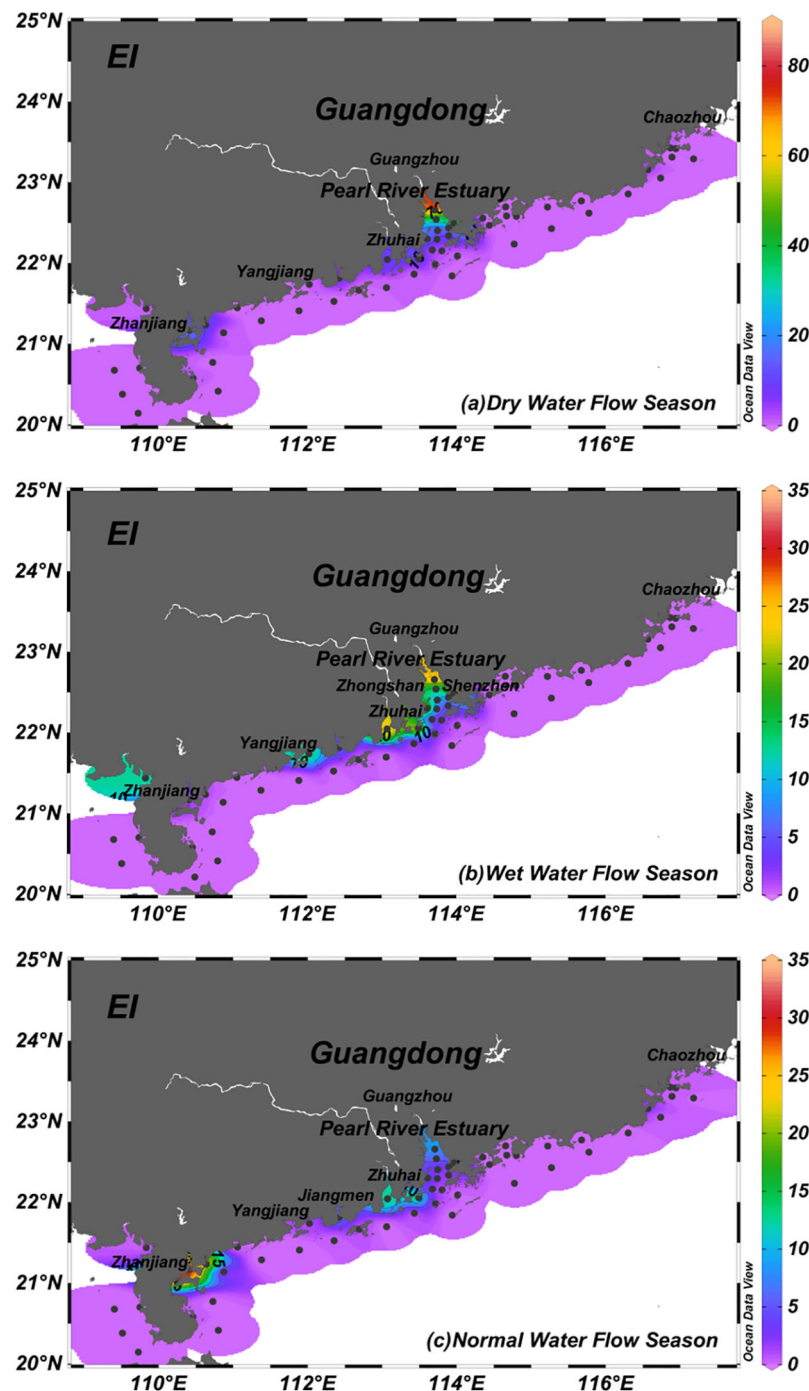 25°N
EI
80
24°N
Guangdong
Chaozhou
Guangzhou
60
23°N
Pearl River Estuary
Zhuhai
40
22°N
10
Yangjiang
Zhanjiang
20
21°N
Ocean Data View
(a)Dry Water Flow Season
20°N
0
110°E 112°E 114°E 116°E
25°N
35
EI
30
24°N
Guangdong
Chaozhou
25
Guangzhou
23°N
Pearl River Estuary
20
Zhongshan Shenzhen
Zhuhai
15
22°N
10
Yangjiang
10
10
Zhanjiang
21°N
5
Ocean Data View
(b)Wet Water Flow Season
20°N
0
110°E 112°E 114°E 116°E
25°N
35
EI
30
24°N
Guangdong
Chaozhou
25
Guangzhou
23°N
Pearl River Estuary
20
Zhuhai
Jiangmen
15
22°N
Yangjiang
10
15
Zhanjiang
21°N
5
Ocean Data View
(c)Normal Water Flow Season
20°N
0
110°E 112°E 114°E 116°E